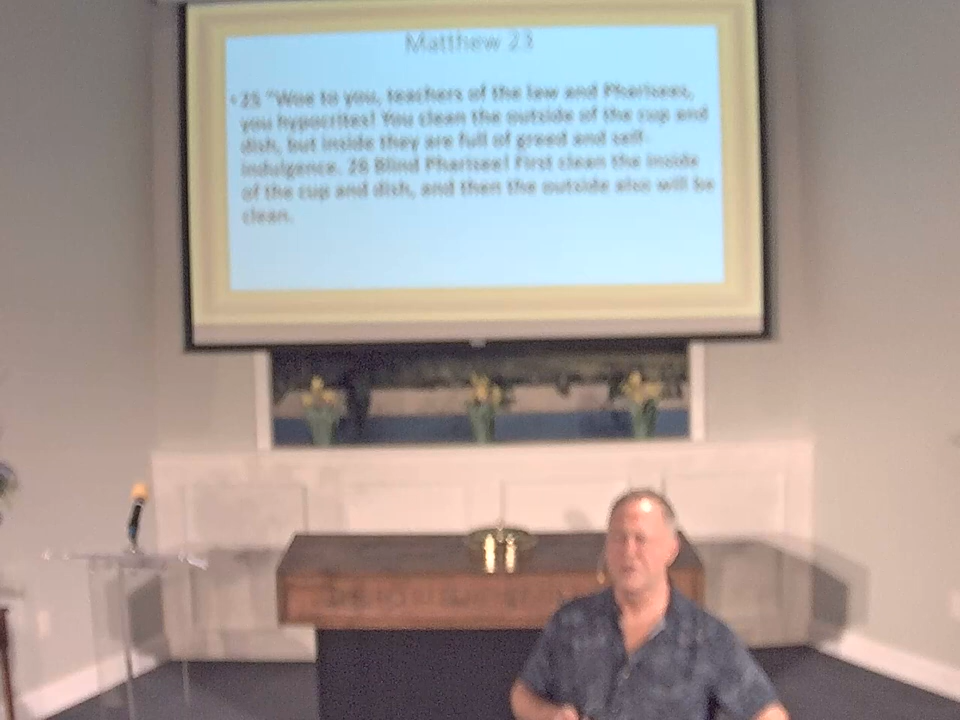 Matthew 23
• 25 "Woe to you, teachers of the law and Pharisees,
you hypocrites! You clean the outside of the cup and
dish, but inside they are full of greed and self-
indulgence. 26 Blind Pharisee! First clean the inside
of the cup and dish, and then the outside also will be
clean.